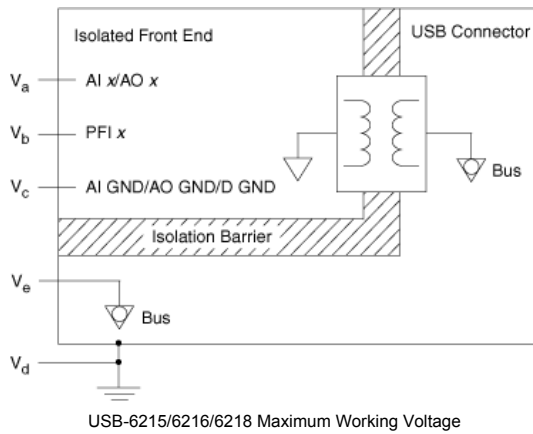 Isolated Front End
USB Connector
Va
AI x/AO x
Vb
PFI x
Vc
AI GND/AO GND/D GND
Bus
Isolation Barrier
Ve
Bus
Vd
USB-6215/6216/6218 Maximum Working Voltage